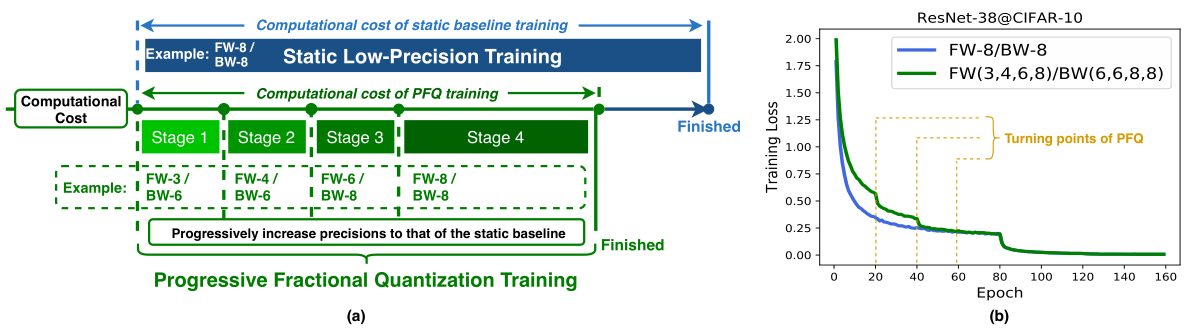 Computational cost of static baseline training
Example: FW-8 /
BW-8
Static Low-Precision Training
Computational cost of PFQ training
Computational
Cost
Finished
Stage 1
Stage 2
Stage 3
Stage 4
Example:
FW-3 /
BW-6
FW-4 /
BW-6
FW-6 /
BW-8
FW-8 /
BW-8
Progressively increase precisions to that of the static baseline
Finished
Progressive Fractional Quantization Training
(a)
ResNet-38@CIFAR-10
FW-8/BW-8
FW(3,4,6,8)/BW(6,6,8,8)
Turning points of PFQ
Training Loss
2.00
1.75
1.50
1.25
1.00
0.75
0.50
0.25
0.00
0 20 40 60 80 100 120 140 160
Epoch
(b)